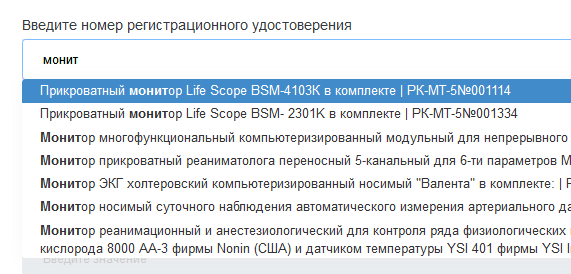 Введите номер регистрационного удостоверения
монит
Прикроватный монитор Life Scope BSM-4103K в комплекте | РК-МТ-5№001114
Прикроватный монитор Life Scope BSM- 2301K в комплекте | РК-МТ-5№001334
Монитор многофункциональный компьютеризированный модульный для непрерывного
Монитор прикроватный реаниматолога переносный 5-канальный для 6-ти параметров М
Монитор ЭКГ холтеровский компьютеризированный носимый "Валента" в комплекте: |
Монитор носимый суточного наблюдения автоматического измерения артериального
Монитор реанимационный и анестезиологический для контроля ряда физиологических
кислорода 8000 АА-3 фирмы Nonin (США) и датчиком температуры YSI 401 фирмы YSI
Введите значение